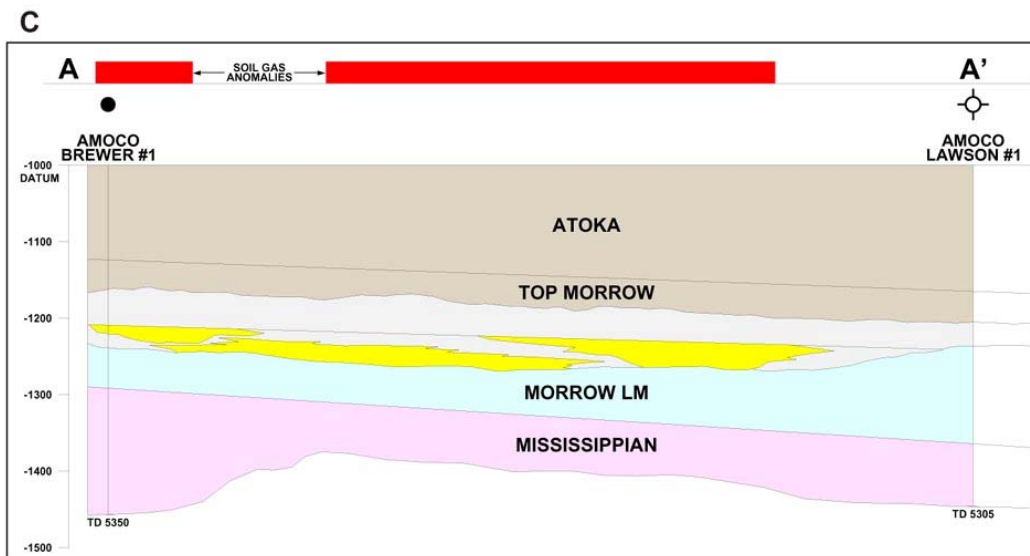 C
A
SOIL GAS
ANOMALIES
A'
AMOCO
BREWER #1
AMOCO
LAWSON #1
-1000
DATUM
ATOKA
-1100
TOP MORROW
-1200
-1300
MORROW LM
MISSISSIPPIAN
-1400
TD 5350
TD 5305
-1500